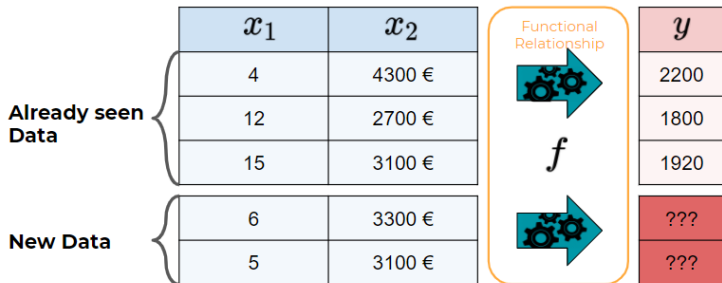 x₁ x₂ Functional Relationship y
4 4300 € 2200
Already seen Data
12 2700 € 1800
15 3100 € f 1920
6 3300 € ???
New Data
5 3100 € ???